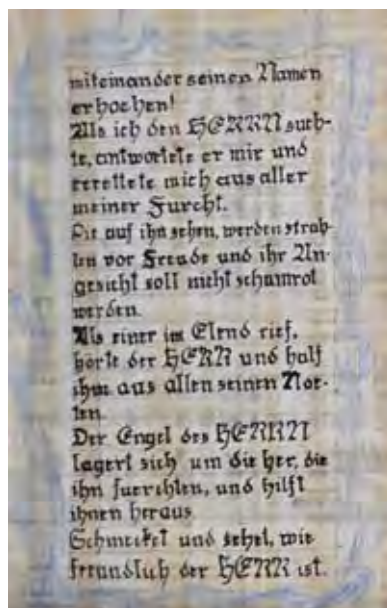 miteinander seinen Namen
erhoehen!
Als ich den HERRN such-
te, antwortete er mir und
errettete mich aus aller
meiner Furcht.
Die auf ihn sehen, werden strah-
len vor Freude und ihr An-
gesicht soll nicht schamrot
werden.
Als einer im Elend rief,
hörte der HERR und half
ihm aus allen seinen Noe-
ten.
Der Engel des HERRN
lagert sich um die her, die
ihn fuerchten, und hilft
ihnen heraus
Schmecket und sehet, wie
freundlich der HERR ist.